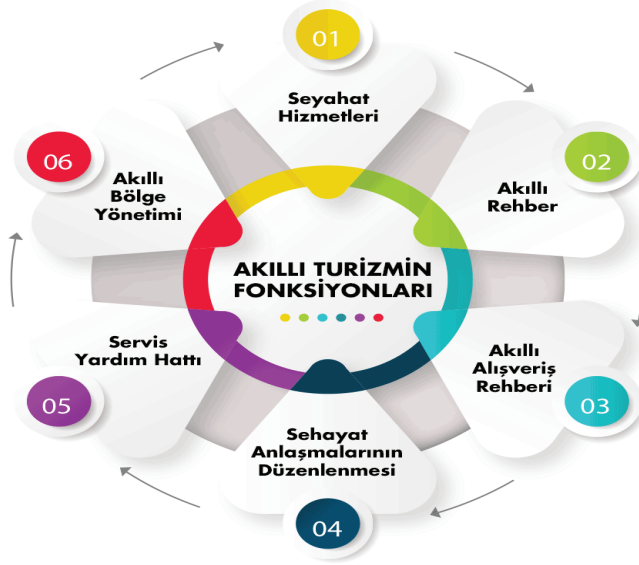 01
Seyahat
Hizmetleri
02
Akıllı
Rehber
03
Akıllı
Alışveriş
Rehberi
04
Sehayat
Anlaşmalarının
Düzenlenmesi
05
Servis
Yardım Hattı
06
Akıllı
Bölge
Yönetimi
AKILLI TURİZMİN
FONKSİYONLARI